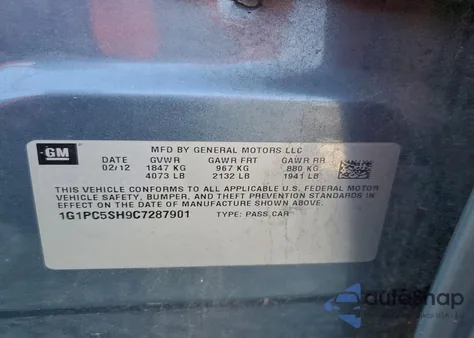 GM
MFD BY GENERAL MOTORS LLC
DATE GVWR GAWR FRT GAWR RR
02/12 1847 KG 967 KG 880 KG
4073 LB 2132 LB 1941 LB
THIS VEHICLE CONFORMS TO ALL APPLICABLE U.S. FEDERAL MOTOR
VEHICLE SAFETY, BUMPER, AND THEFT PREVENTION STANDARDS IN
EFFECT ON THE DATE OF MANUFACTURE SHOWN ABOVE.
1G1PC5SH9C7287901 TYPE: PASS CAR
autosnap